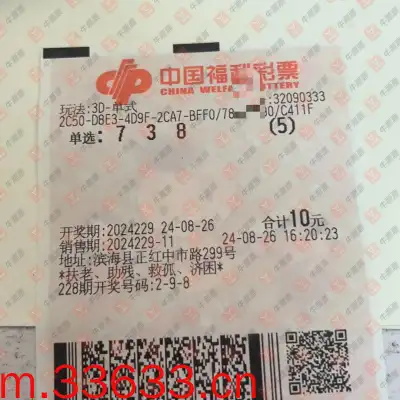 中国福利彩票
CHINA WELFARE LOTTERY
玩法:3D-单式 :32090333
2C50-D8E3-4D9F-2CA7-BFF0/78 00/C411F
单选: 7 3 8 (5)
开奖期:2024229 24-08-26 合计10元
销售期:2024229-11 24-08-26 16:20:23
地址:滨海县正红中市路299号
*扶老、助残、救孤、济困*
228期开奖号码:2-9-8
m.33633.cn